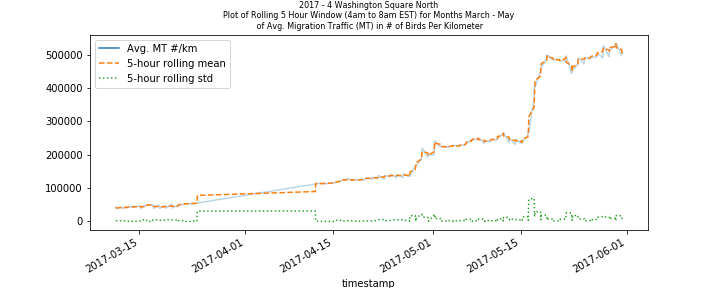 2017 - 4 Washington Square North
Plot of Rolling 5 Hour Window (4am to 8am EST) for Months March - May
of Avg. Migration Traffic (MT) in # of Birds Per Kilometer
Avg. MT #/km
5-hour rolling mean
5-hour rolling std
500000
400000
300000
200000
100000
0
2017-03-15
2017-04-01
2017-04-15
2017-05-01
2017-05-15
2017-06-01
timestamp